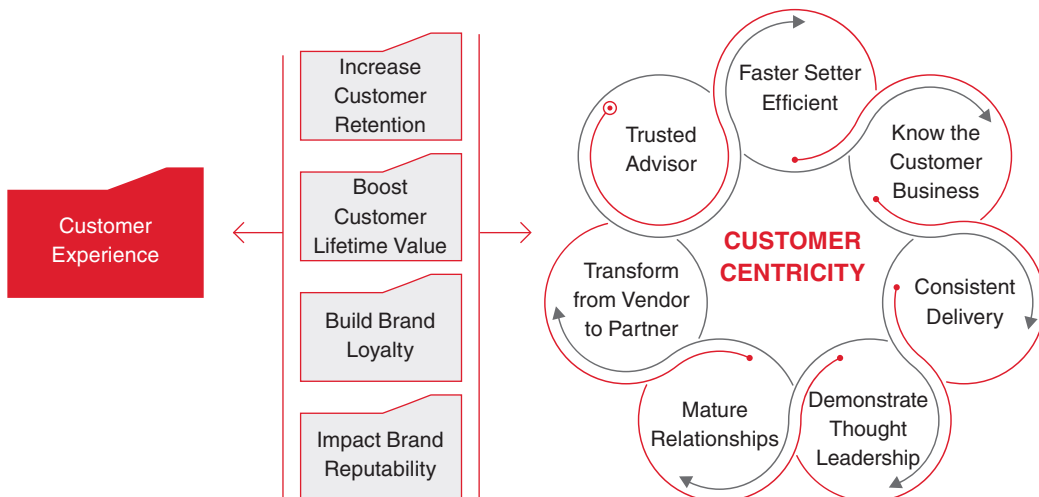 Customer
Experience
Increase
Customer
Retention
Boost
Customer
Lifetime Value
Build Brand
Loyalty
Impact Brand
Reputability
CUSTOMER
CENTRICITY
Faster Setter
Efficient
Know the
Customer
Business
Consistent
Delivery
Demonstrate
Thought
Leadership
Mature
Relationships
Transform
from Vendor
to Partner
Trusted
Advisor